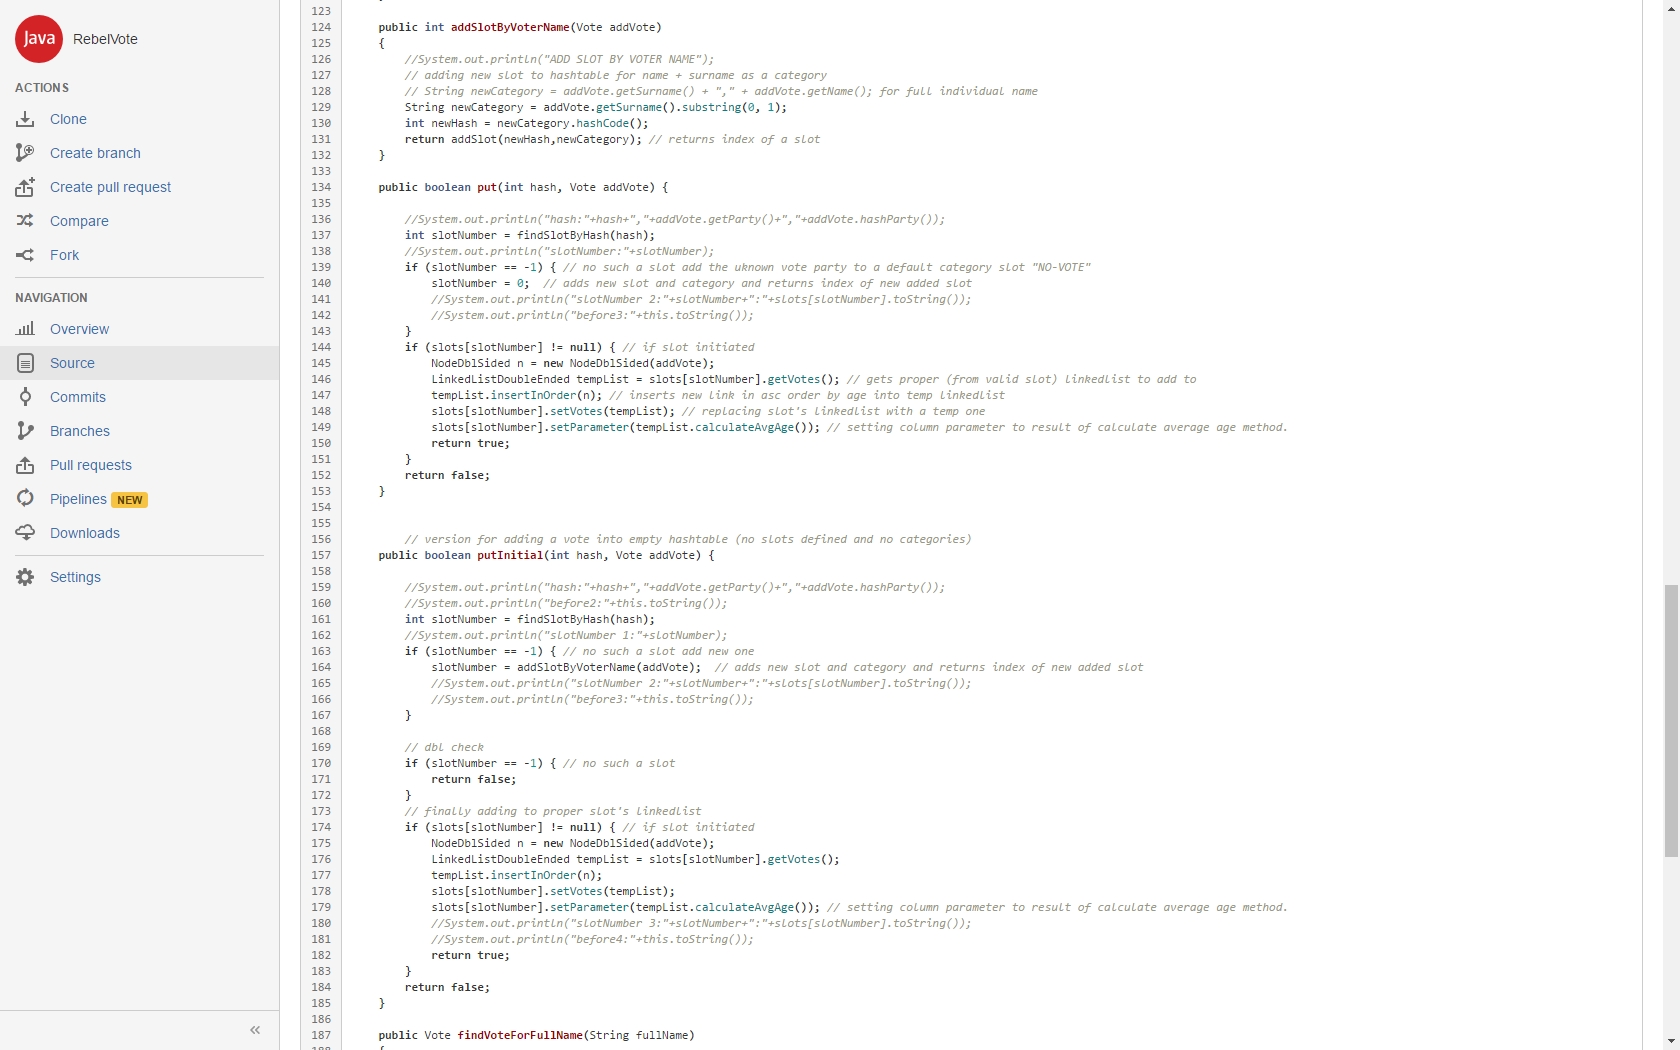 Java RebelVote
ACTIONS
Clone
Create branch
Create pull request
Compare
Fork
NAVIGATION
Overview
Source
Commits
Branches
Pull requests
Pipelines NEW
Downloads
Settings
«
123
124 public int addSlotByVoterName(Vote addVote)
125 {
126 //System.out.println("ADD SLOT BY VOTER NAME");
127 // adding new slot to hashtable for name + surname as a category
128 // String newCategory = addVote.getSurname() + "," + addVote.getName(); for full individual name
129 String newCategory = addVote.getSurname().substring(0, 1);
130 int newHash = newCategory.hashCode();
131 return addSlot(newHash,newCategory); // returns index of a slot
132 }
133
134 public boolean put(int hash, Vote addVote) {
135
136 //System.out.println("hash:"+hash+","+addVote.getParty()+","+addVote.hashParty());
137 int slotNumber = findSlotByHash(hash);
138 //System.out.println("slotNumber:"+slotNumber);
139 if (slotNumber == -1) { // no such a slot add the uknown vote party to a default category slot "NO-VOTE"
140 slotNumber = 0;  // adds new slot and category and returns index of new added slot
141 //System.out.println("slotNumber 2:"+slotNumber+":"+slots[slotNumber].toString());
142 //System.out.println("before3:"+this.toString());
143 }
144 if (slots[slotNumber] != null) { // if slot initiated
145 NodeDblSided n = new NodeDblSided(addVote);
146 LinkedListDoubleEnded tempList = slots[slotNumber].getVotes(); // gets proper (from valid slot) linkedlist to add to
147 tempList.insertInOrder(n); // inserts new link in asc order by age into temp linkedlist
148 slots[slotNumber].setVotes(tempList); // replacing slot's linkedlist with a temp one
149 slots[slotNumber].setParameter(tempList.calculateAvgAge()); // setting column parameter to result of calculate average age method.
150 return true;
151 }
152 return false;
153 }
154
155
156 // version for adding a vote into empty hashtable (no slots defined and no categories)
157 public boolean putInitial(int hash, Vote addVote) {
158
159 //System.out.println("hash:"+hash+","+addVote.getParty()+","+addVote.hashParty());
160 //System.out.println("before2:"+this.toString());
161 int slotNumber = findSlotByHash(hash);
162 //System.out.println("slotNumber 1:"+slotNumber);
163 if (slotNumber == -1) { // no such a slot add new one
164 slotNumber = addSlotByVoterName(addVote);  // adds new slot and category and returns index of new added slot
165 //System.out.println("slotNumber 2:"+slotNumber+":"+slots[slotNumber].toString());
166 //System.out.println("before3:"+this.toString());
167 }
168
169 // dbl check
170 if (slotNumber == -1) { // no such a slot
171 return false;
172 }
173 // finally adding to proper slot's linkedlist
174 if (slots[slotNumber] != null) { // if slot initiated
175 NodeDblSided n = new NodeDblSided(addVote);
176 LinkedListDoubleEnded tempList = slots[slotNumber].getVotes();
177 tempList.insertInOrder(n);
178 slots[slotNumber].setVotes(tempList);
179 slots[slotNumber].setParameter(tempList.calculateAvgAge()); // setting column parameter to result of calculate average age method.
180 //System.out.println("slotNumber 3:"+slotNumber+":"+slots[slotNumber].toString());
181 //System.out.println("before4:"+this.toString());
182 return true;
183 }
184 return false;
185 }
186
187 public Vote findVoteForFullName(String fullName)